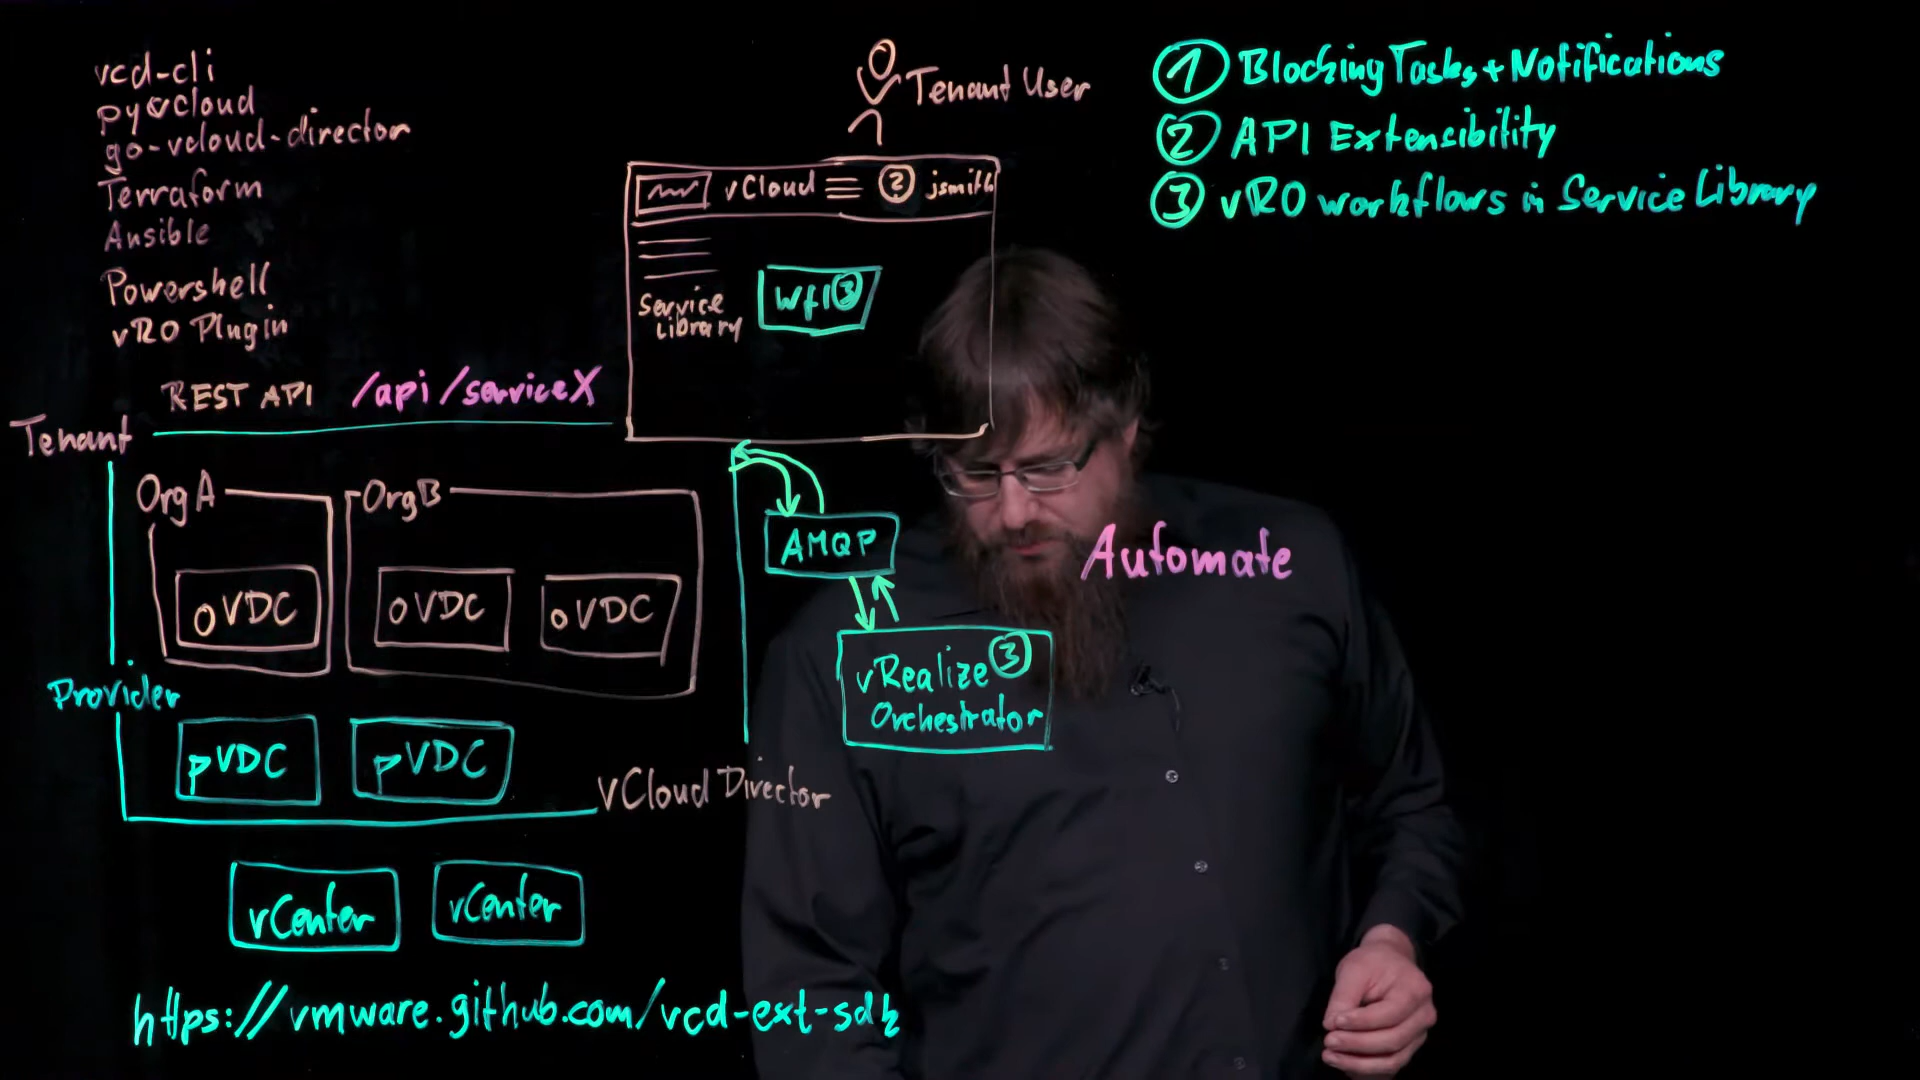 vcd-cli
pyvcloud
go-vcloud-director
Terraform
Ansible
Powershell
vRO Plugin
REST API /api/serviceX
Tenant
Org A
Org B
oVDC
oVDC
oVDC
Provider
pVDC
pVDC
vCloud Director
vCenter
vCenter
https://vmware.github.com/vcd-ext-sdk
Tenant User
vCloud 2 jsmith
Service
Library
Wf1 3
AMQP
vRealize 3
Orchestrator
Automate
1 Blocking Tasks + Notifications
2 API Extensibility
3 vRO workflows in Service Library